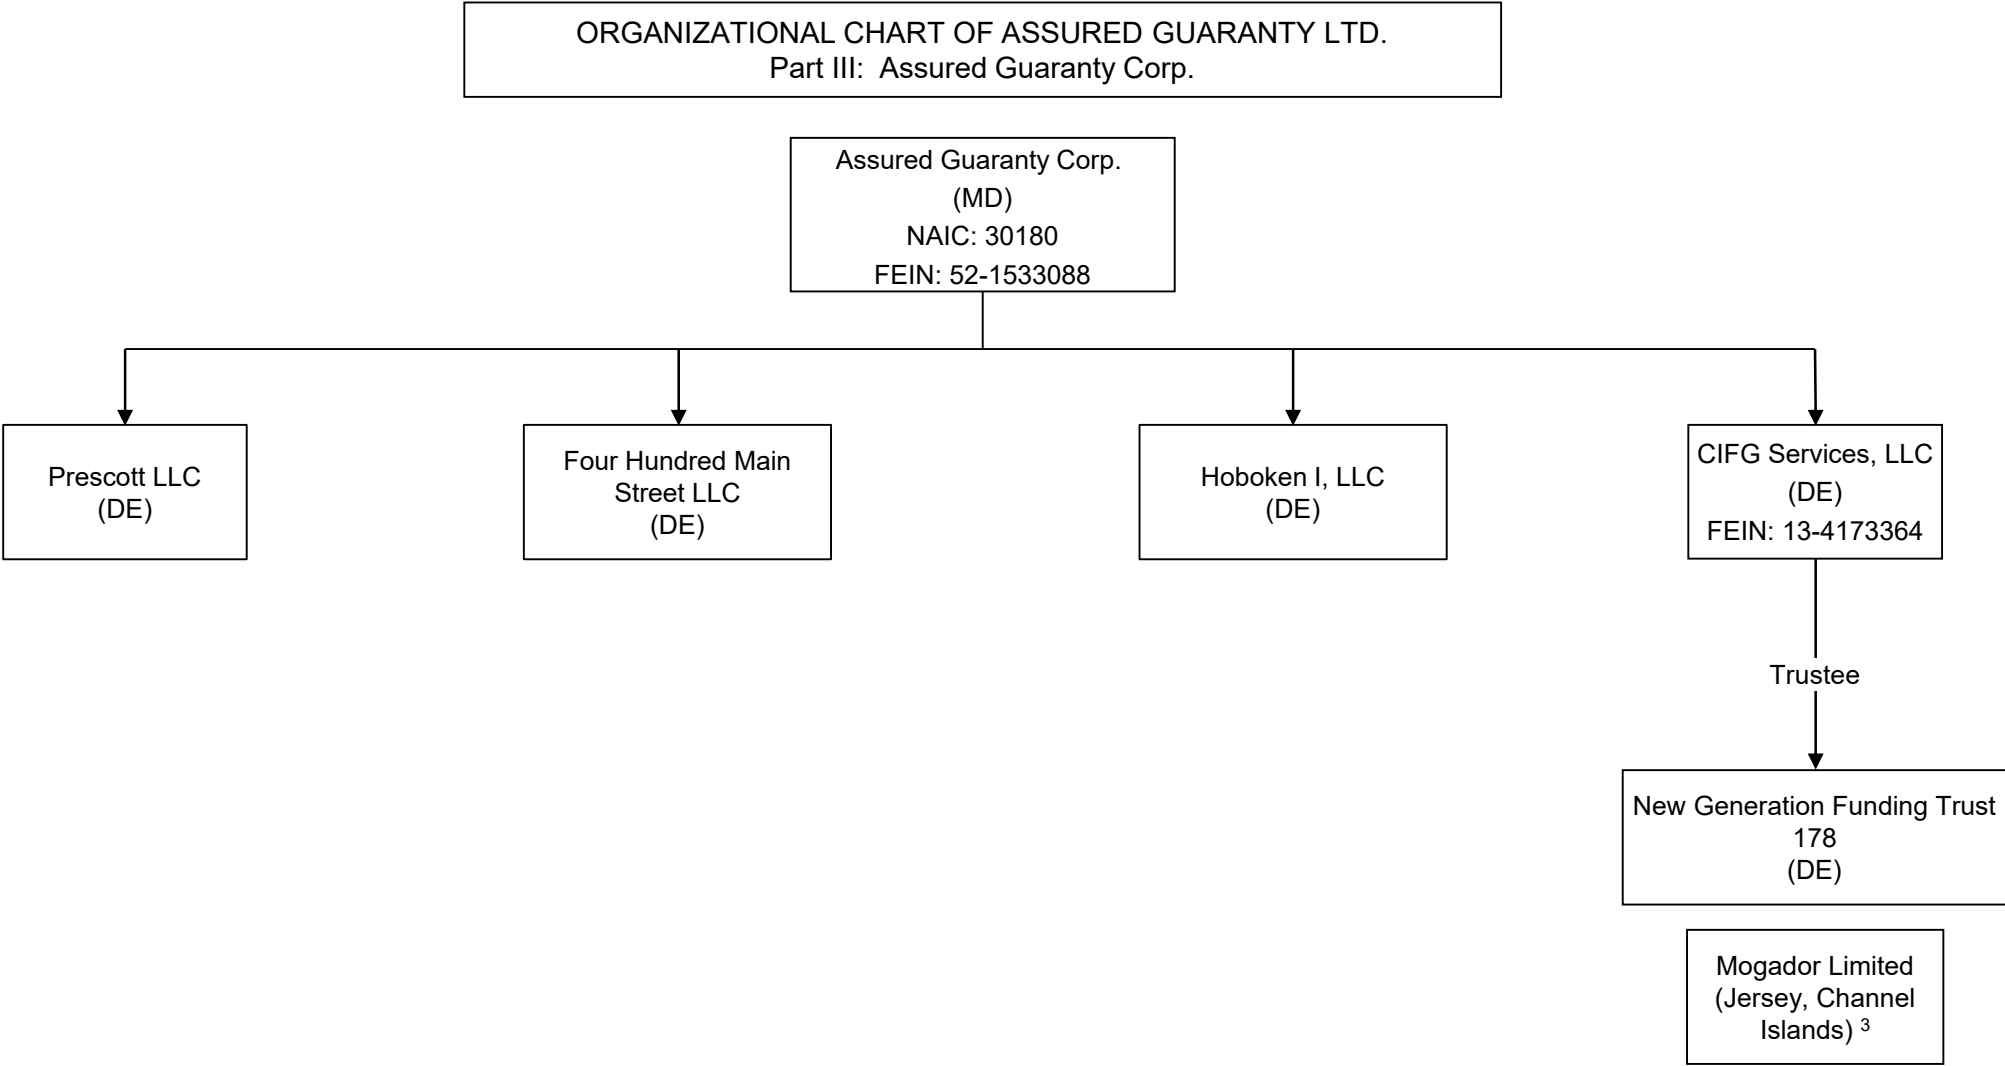 ORGANIZATIONAL CHART OF ASSURED GUARANTY LTD.
Part III:  Assured Guaranty Corp.
Assured Guaranty Corp.
(MD)
NAIC: 30180
FEIN: 52-1533088
Prescott LLC
(DE)
Four Hundred Main
Street LLC
(DE)
Hoboken I, LLC
(DE)
CIFG Services, LLC
(DE)
FEIN: 13-4173364
Trustee
New Generation Funding Trust
178
(DE)
Mogador Limited
(Jersey, Channel
Islands) ³